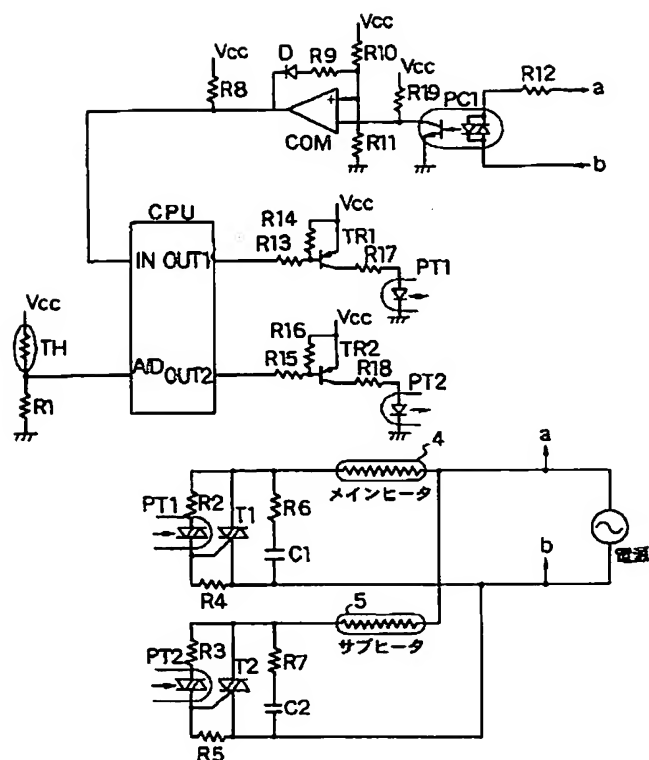 Vcc
D R9
R10
Vcc
R8
Vcc
R19
PC1
R12
a
+
-
COM
R11
b
CPU
Vcc
R14
R13
TR1
R17
PT1
IN OUT1
Vcc
TH
A/D OUT2
Vcc
R16
R15
TR2
R18
PT2
R1
4
a
メインヒータ
PT1 R2
T1
R6
C1
R4
b
電源
5
サブヒータ
PT2 R3
T2
R7
C2
R5